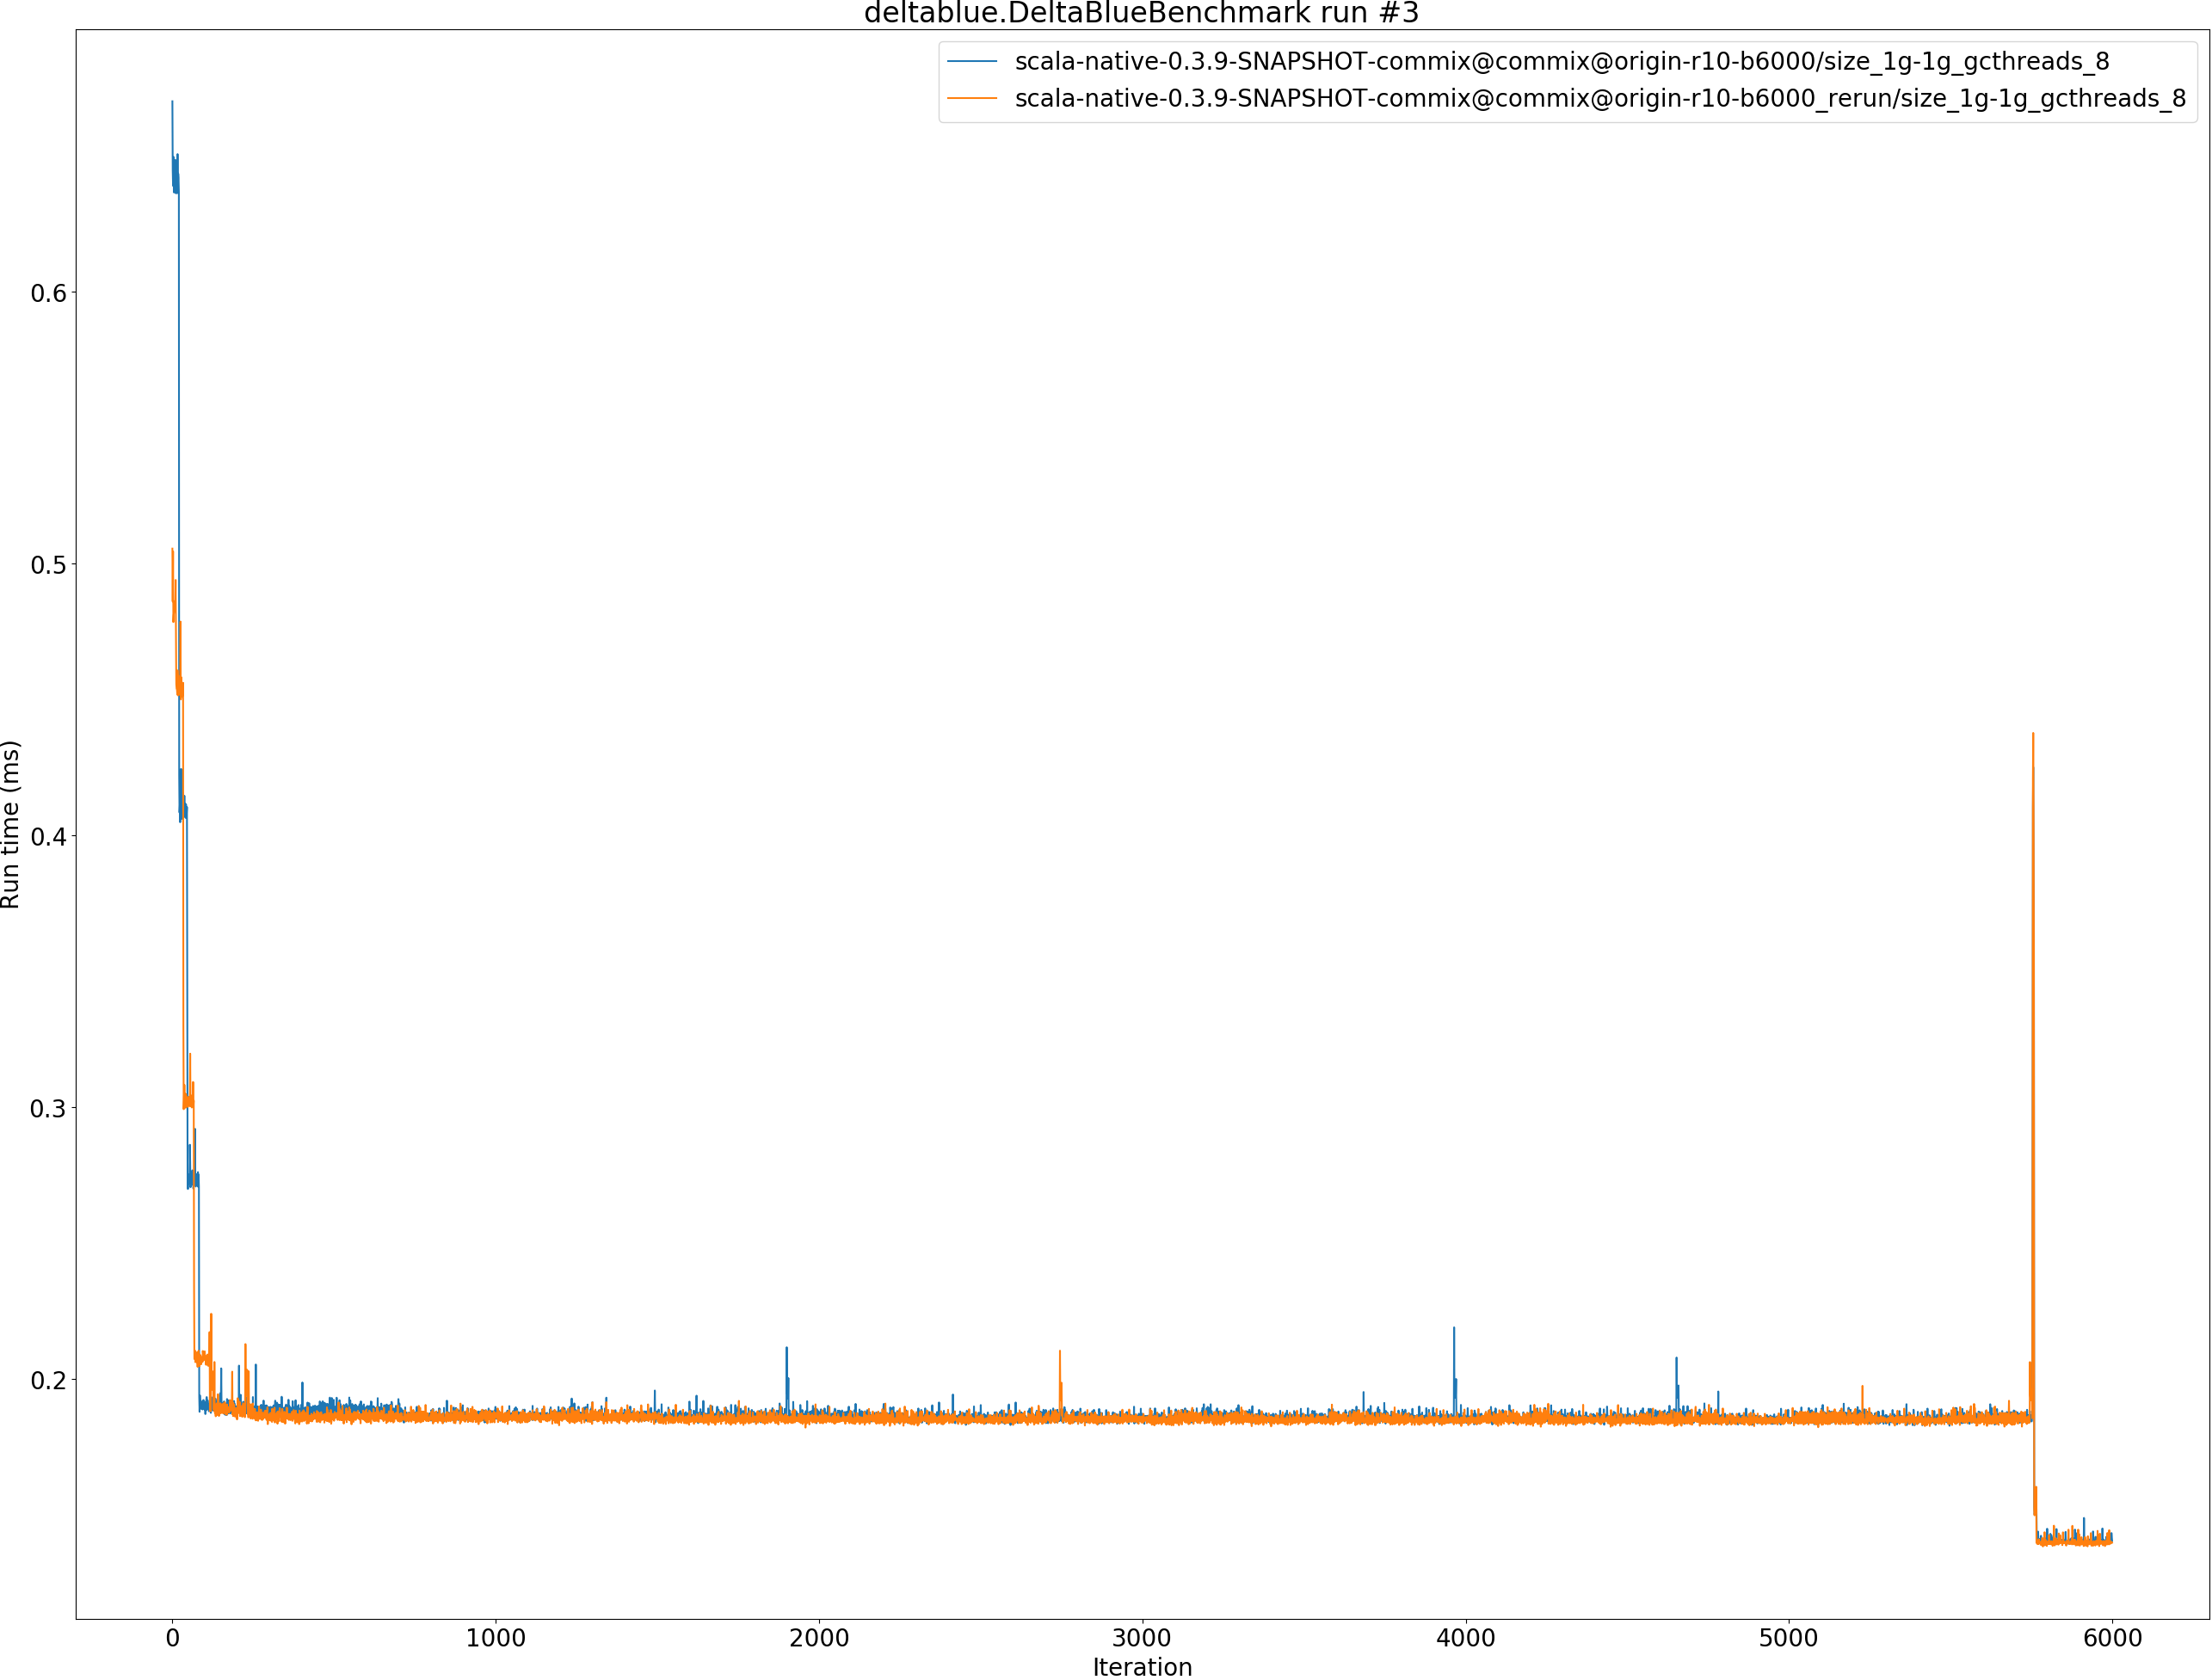 deltablue.DeltaBlueBenchmark run #3
scala-native-0.3.9-SNAPSHOT-commix@commix@origin-r10-b6000/size_1g-1g_gcthreads_8
scala-native-0.3.9-SNAPSHOT-commix@commix@origin-r10-b6000_rerun/size_1g-1g_gcthreads_8
Run time (ms)
0.6
0.5
0.4
0.3
0.2
0 1000 2000 3000 4000 5000 6000
Iteration